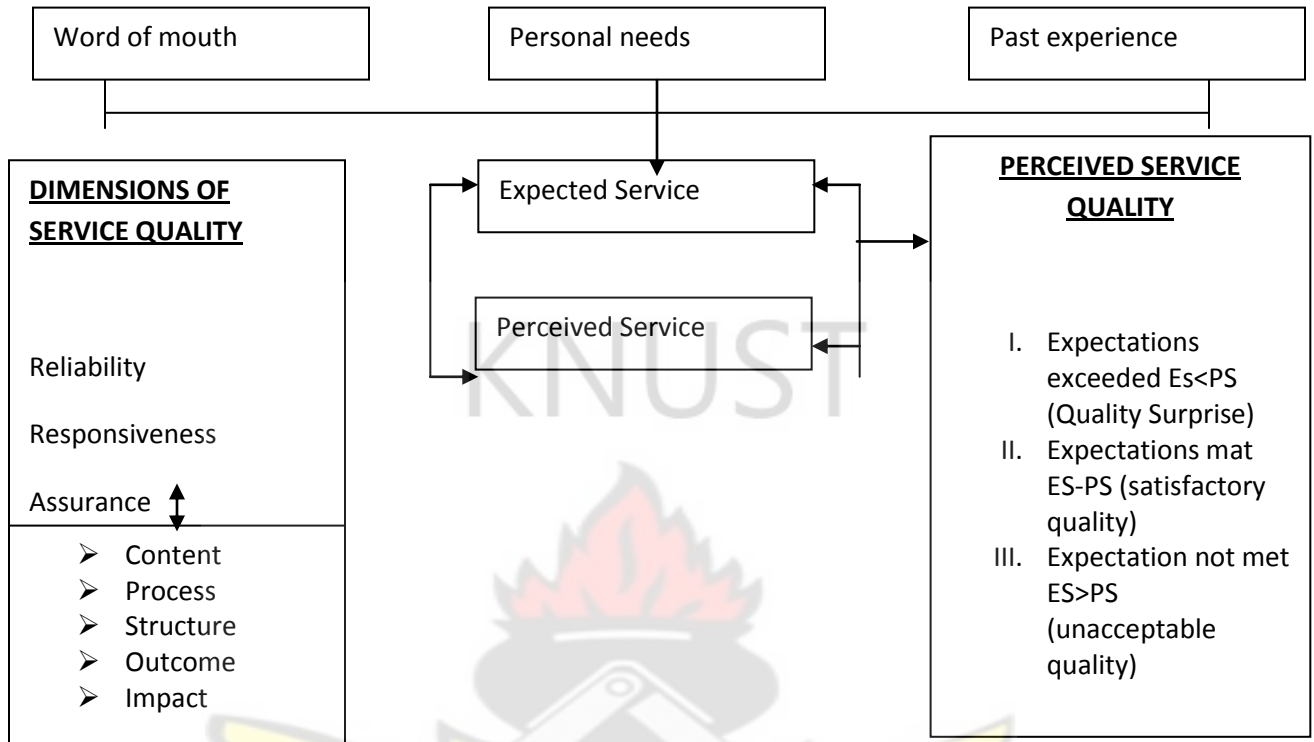 Word of mouth
Personal needs
Past experience
DIMENSIONS OF
SERVICE QUALITY
Reliability
Responsiveness
Assurance
➢ Content
➢ Process
➢ Structure
➢ Outcome
➢ Impact
Expected Service
Perceived Service
KNUST
PERCEIVED SERVICE
QUALITY
I. Expectations
exceeded Es<PS
(Quality Surprise)
II. Expectations mat
ES-PS (satisfactory
quality)
III. Expectation not met
ES>PS
(unacceptable
quality)